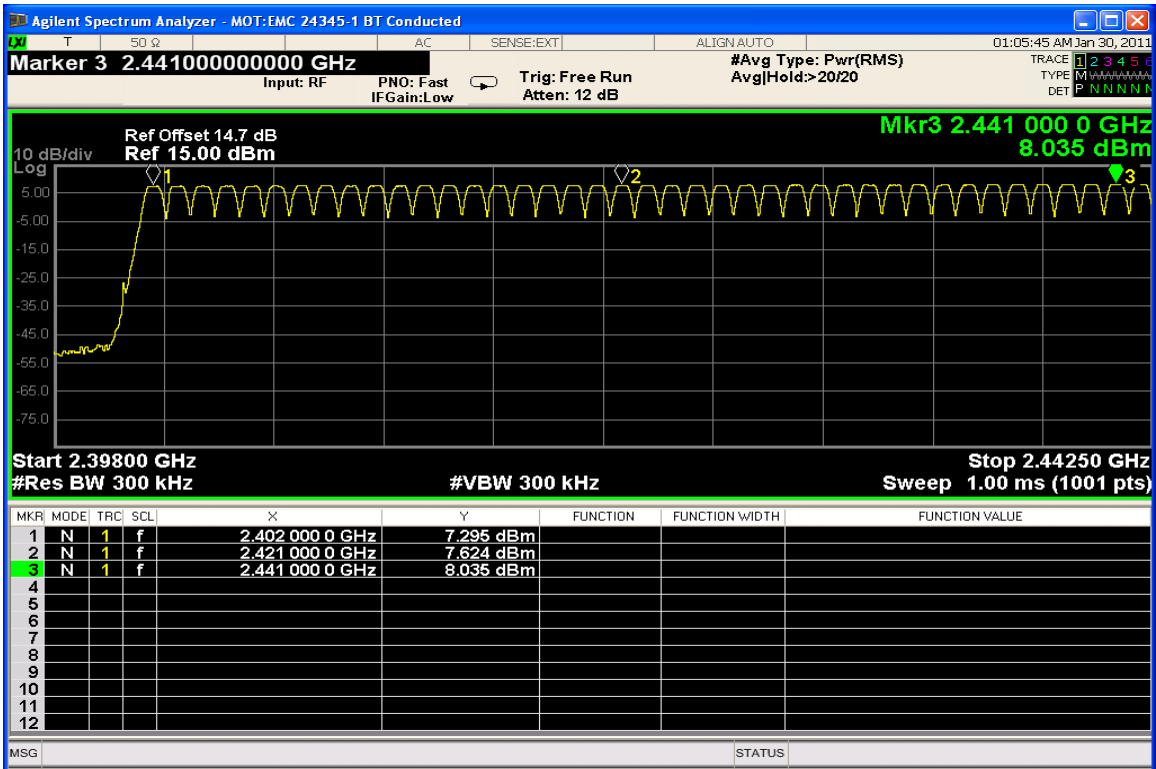 Agilent Spectrum Analyzer - MOT:EMC 24345-1 BT Conducted
LXI T 50 Ω AC SENSE:EXT ALIGN AUTO 01:05:45 AM Jan 30, 2011
Marker 3 2.441000000000 GHz #Avg Type: Pwr(RMS) TRACE 1 2 3 4 5 6
Input: RF PNO: Fast Trig: Free Run Avg|Hold:>20/20 TYPE M
IFGain:Low Atten: 12 dB DET P N N N N N
Mkr3 2.441 000 0 GHz
Ref Offset 14.7 dB
10 dB/div Ref 15.00 dBm 8.035 dBm
Log
1 2 3
5.00
-5.00
-15.0
-25.0
-35.0
-45.0
-55.0
-65.0
-75.0
Start 2.39800 GHz Stop 2.44250 GHz
#Res BW 300 kHz #VBW 300 kHz Sweep 1.00 ms (1001 pts)
MKR MODE TRC SCL X Y FUNCTION FUNCTION WIDTH FUNCTION VALUE
1 N 1 f 2.402 000 0 GHz 7.295 dBm
2 N 1 f 2.421 000 0 GHz 7.624 dBm
3 N 1 f 2.441 000 0 GHz 8.035 dBm
4
5
6
7
8
9
10
11
12
MSG STATUS